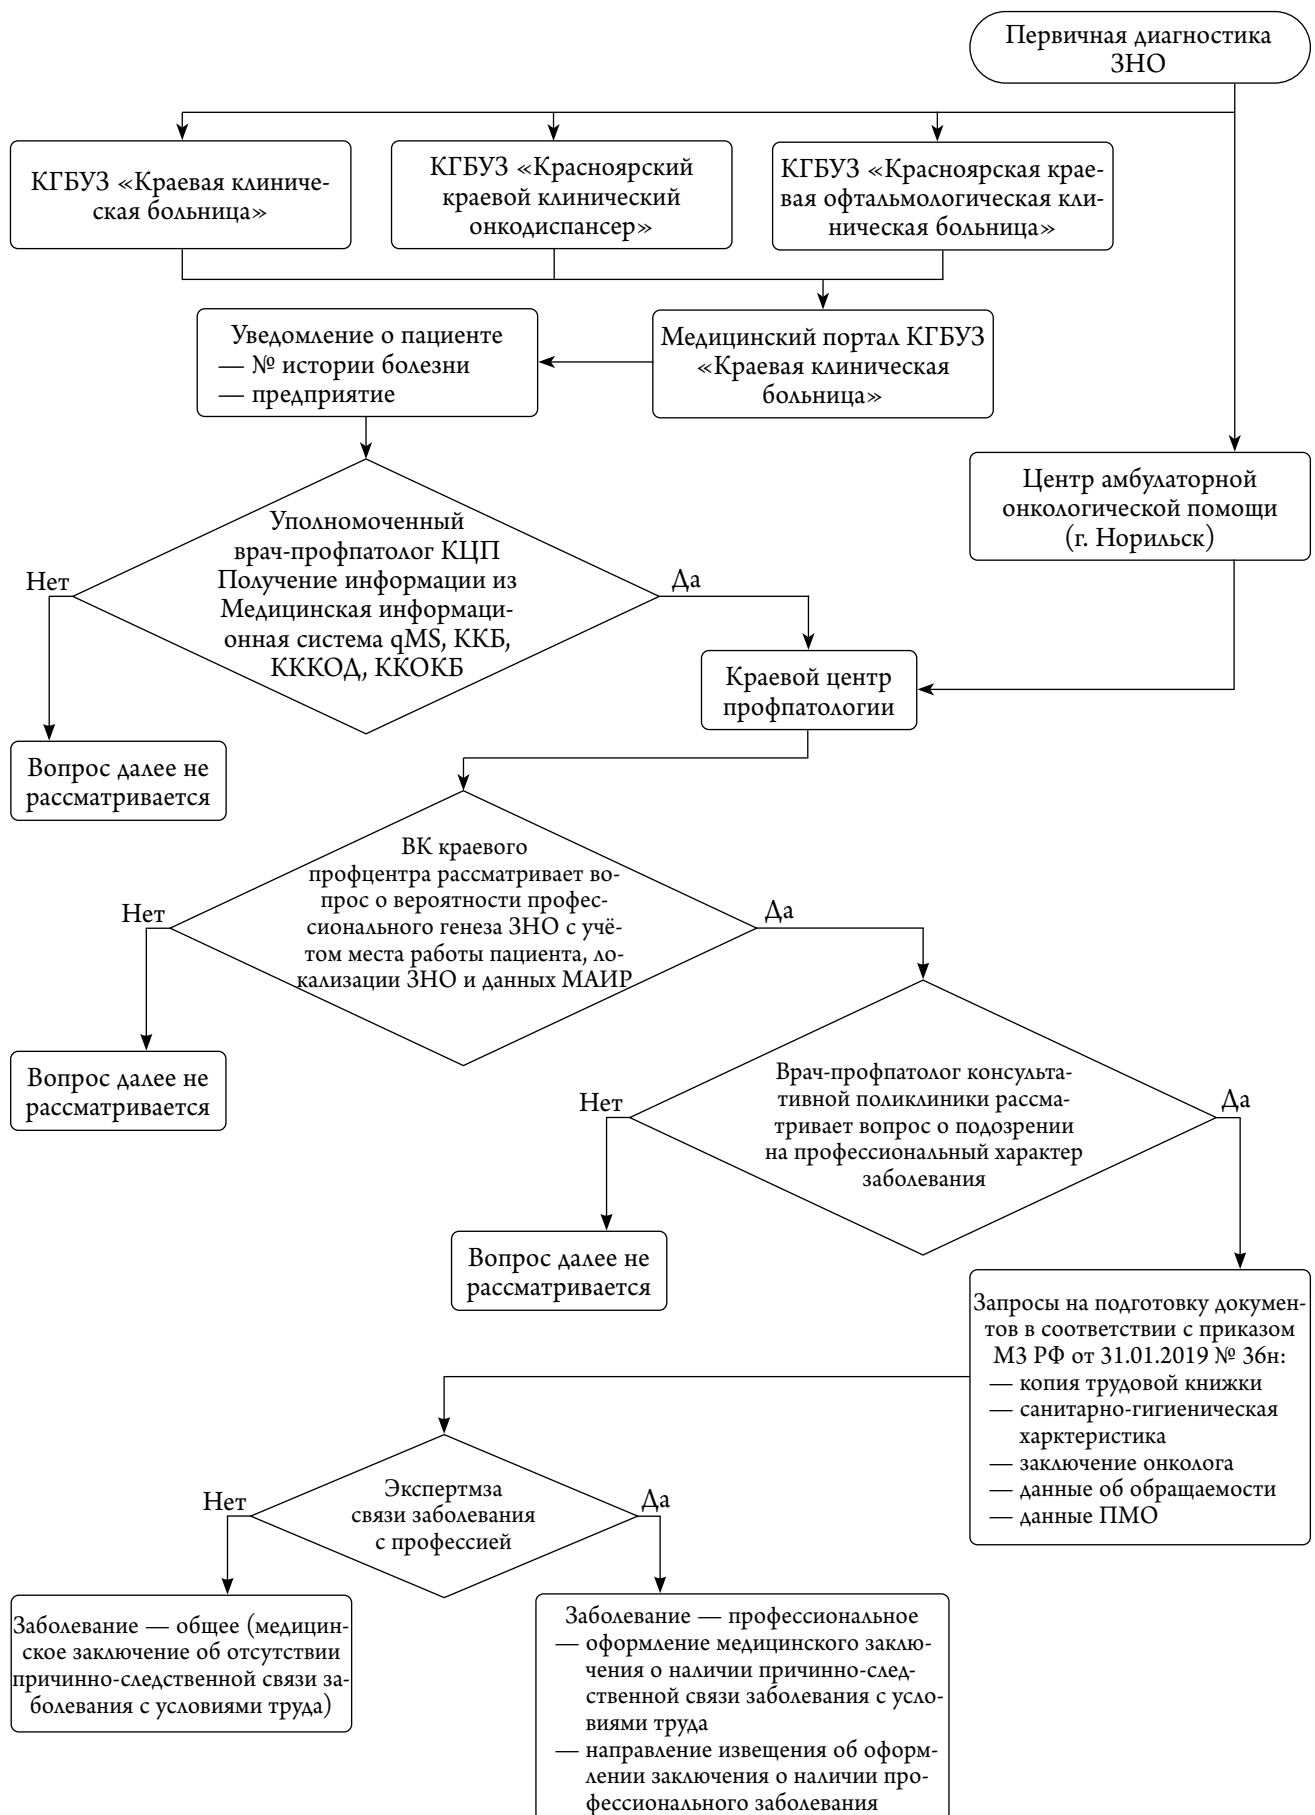 Первичная диагностика
ЗНО
КГБУЗ «Краевая клиниче-
ская больница»
КГБУЗ «Красноярский
краевой клинический
онкодиспансер»
КГБУЗ «Красноярская крае-
вая офтальмологическая кли-
ническая больница»
Уведомление о пациенте
— № истории болезни
— предприятие
Медицинский портал КГБУЗ
«Краевая клиническая
больница»
Центр амбулаторной
онкологической помощи
(г. Норильск)
Уполномоченный
врач-профпатолог КЦП
Получение информации из
Медицинская информаци-
онная система qMS, ККБ,
КККОД, ККОКБ
Нет
Да
Краевой центр
профпатологии
Вопрос далее не
рассматривается
ВК краевого
профцентра рассматривает во-
прос о вероятности профес-
сионального генеза ЗНО с учё-
том места работы пациента, ло-
кализации ЗНО и данных МАИР
Нет
Да
Вопрос далее не
рассматривается
Врач-профпатолог консульта-
тивной поликлиники рассма-
тривает вопрос о подозрении
на профессиональный характер
заболевания
Нет
Да
Вопрос далее не
рассматривается
Запросы на подготовку докумен-
тов в соответствии с приказом
МЗ РФ от 31.01.2019 № 36н:
— копия трудовой книжки
— санитарно-гигиеническая
харктеристика
— заключение онколога
— данные об обращаемости
— данные ПМО
Экспертмза
связи заболевания
с профессией
Нет
Да
Заболевание — общее (медицин-
ское заключение об отсутствии
причинно-следственной связи за-
болевания с условиями труда)
Заболевание — профессиональное
— оформление медицинского заклю-
чения о наличии причинно-след-
ственной связи заболевания с усло-
виями труда
— направление извещения об оформ-
лении заключения о наличии про-
фессионального заболевания